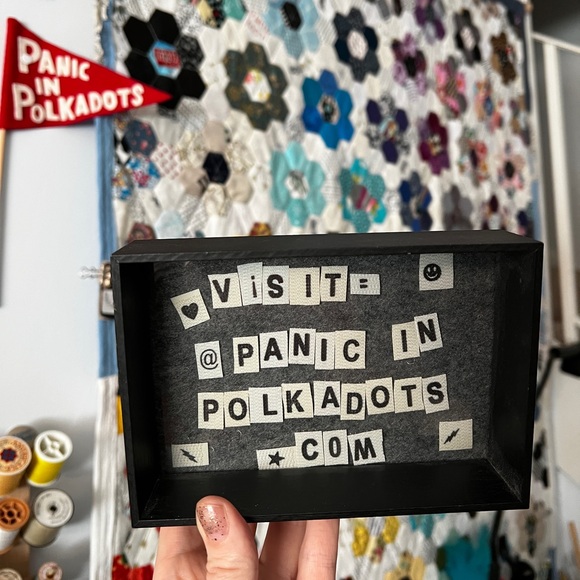 PANIC
IN
POLKADOTS
ViSIT=
@PANIC IN
POLKADOTS
.COM